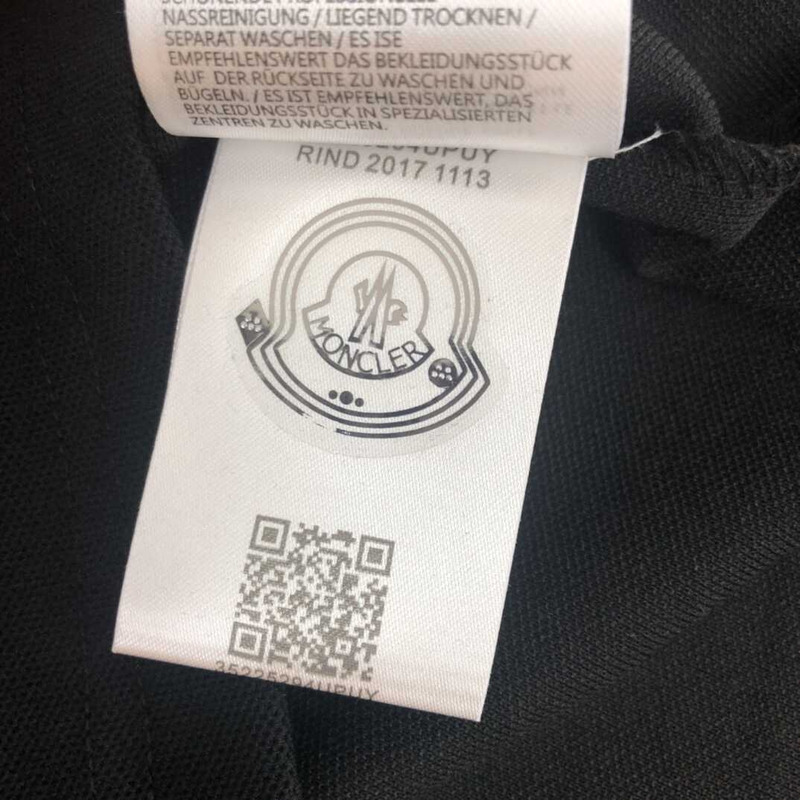 NASSREINIGUNG / LIEGEND TROCKNEN /
SEPARAT WASCHEN / ES ISE
EMPFEHLENSWERT DAS BEKLEIDUNGSSTÜCK
AUF DER RÜCKSEITE ZU WASCHEN UND
BÜGELN. / ES IST EMPFEHLENSWERT, DAS
BEKLEIDUNGSSTÜCK IN SPEZIALISIERTEN
ZENTREN ZU WASCHEN.
RIND 2017 1113
MONCLER
35225294UPUY